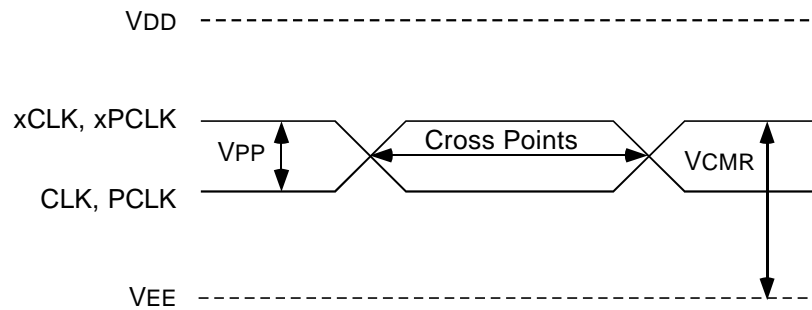 VDD
xCLK, xPCLK
VPP
Cross Points
VCMR
CLK, PCLK
VEE